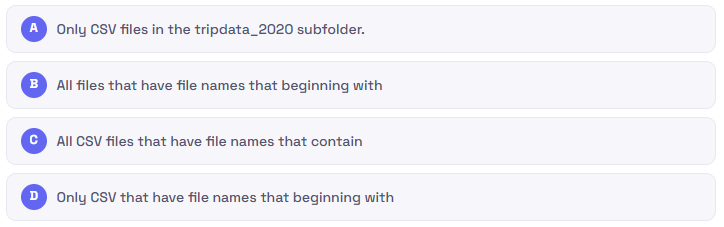 A Only CSV files in the tripdata_2020 subfolder.
B All files that have file names that beginning with
C All CSV files that have file names that contain
D Only CSV that have file names that beginning with